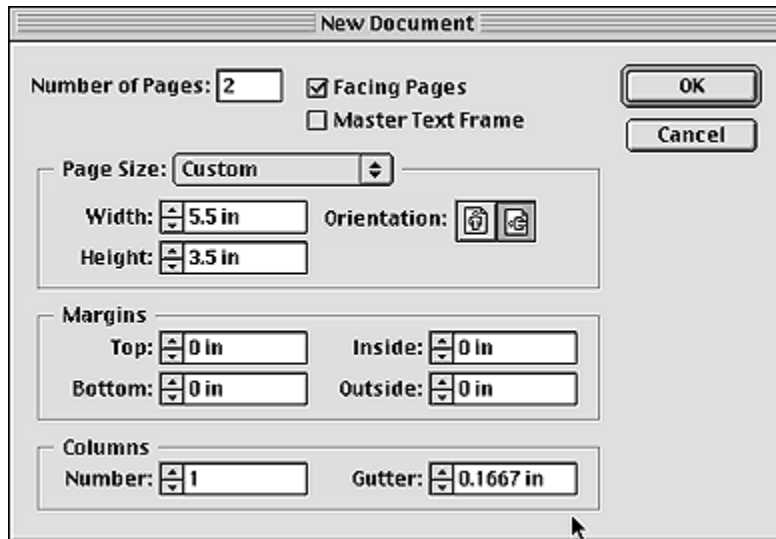 New Document
Number of Pages: 2 Facing Pages OK
Master Text Frame Cancel
Page Size: Custom
Width: 5.5 in Orientation:
Height: 3.5 in
Margins
Top: 0 in Inside: 0 in
Bottom: 0 in Outside: 0 in
Columns
Number: 1 Gutter: 0.1667 in